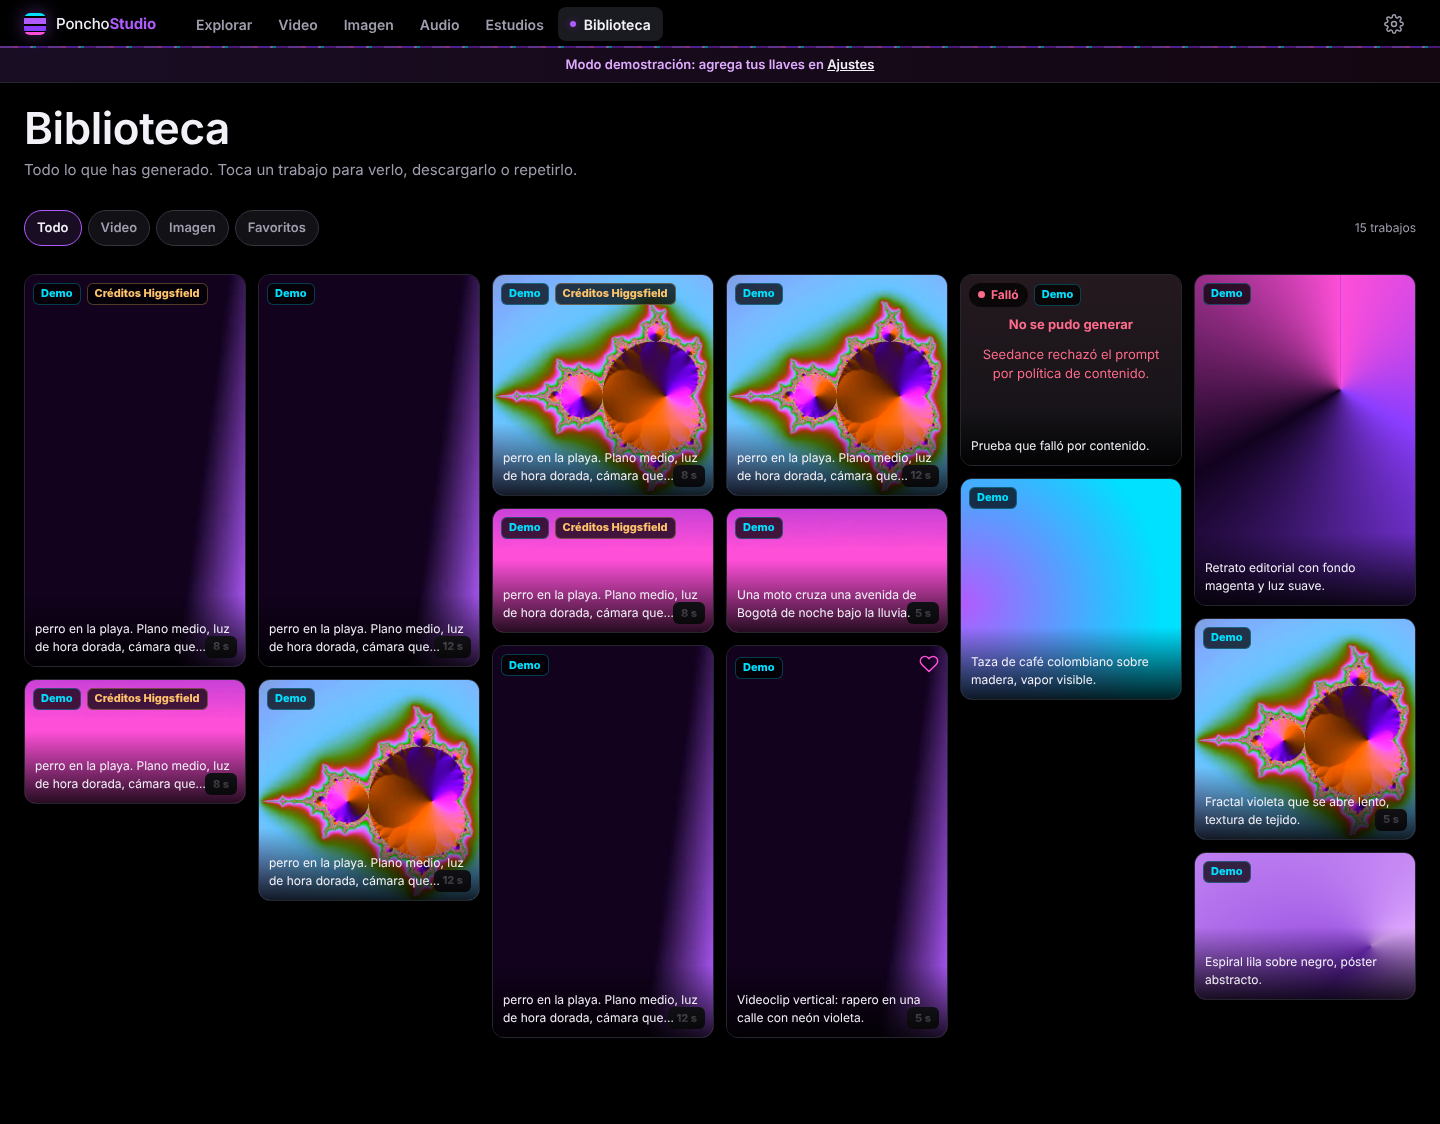 PonchoStudio
Explorar
Video
Imagen
Audio
Estudios
Biblioteca
Modo demostración: agrega tus llaves en Ajustes
Biblioteca
Todo lo que has generado. Toca un trabajo para verlo, descargarlo o repetirlo.
Todo
Video
Imagen
Favoritos
15 trabajos
Demo
Créditos Higgsfield
perro en la playa. Plano medio, luz
de hora dorada, cámara que...
8 s
Demo
Créditos Higgsfield
perro en la playa. Plano medio, luz
de hora dorada, cámara que...
8 s
Demo
perro en la playa. Plano medio, luz
de hora dorada, cámara que...
12 s
Demo
perro en la playa. Plano medio, luz
de hora dorada, cámara que...
12 s
Demo
Créditos Higgsfield
perro en la playa. Plano medio, luz
de hora dorada, cámara que...
8 s
Demo
Créditos Higgsfield
perro en la playa. Plano medio, luz
de hora dorada, cámara que...
8 s
Demo
perro en la playa. Plano medio, luz
de hora dorada, cámara que...
12 s
Demo
perro en la playa. Plano medio, luz
de hora dorada, cámara que...
12 s
Demo
Una moto cruza una avenida de
Bogotá de noche bajo la lluvia.
5 s
Demo
Videoclip vertical: rapero en una
calle con neón violeta.
5 s
Falló
Demo
No se pudo generar
Seedance rechazó el prompt
por política de contenido.
Prueba que falló por contenido.
Demo
Taza de café colombiano sobre
madera, vapor visible.
Demo
Retrato editorial con fondo
magenta y luz suave.
Demo
Fractal violeta que se abre lento,
textura de tejido.
5 s
Demo
Espiral lila sobre negro, póster
abstracto.